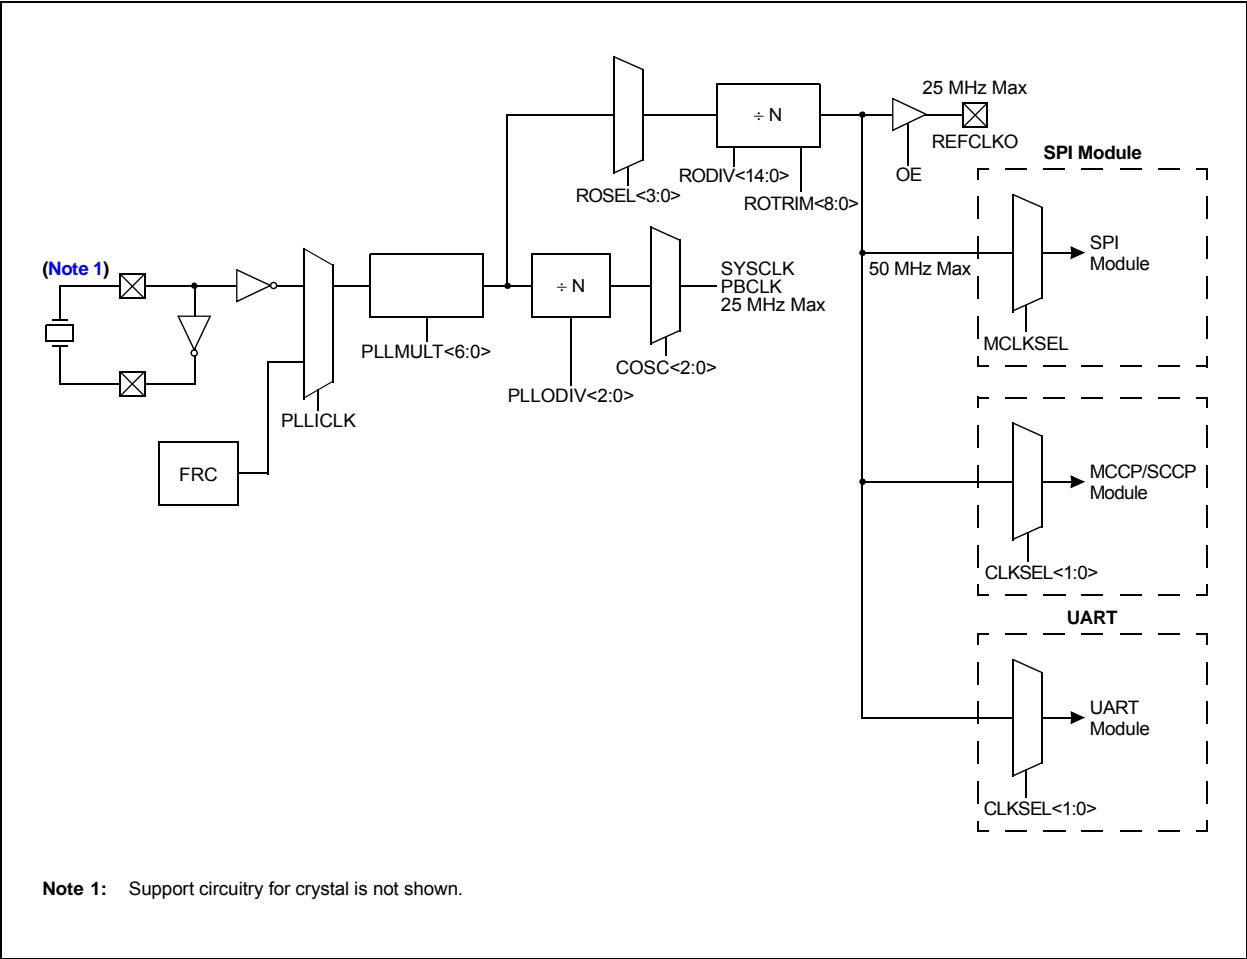 25 MHz Max
÷ N
REFCLKO
SPI Module
RODIV<14:0>
OE
ROSEL<3:0>
ROTRIM<8:0>
SPI
Module
(Note 1)
50 MHz Max
SYSCLK
PBCLK
25 MHz Max
÷ N
MCLKSEL
PLLMULT<6:0>
COSC<2:0>
PLLODIV<2:0>
PLLICLK
FRC
MCCP/SCCP
Module
CLKSEL<1:0>
UART
UART
Module
CLKSEL<1:0>
Note 1: Support circuitry for crystal is not shown.